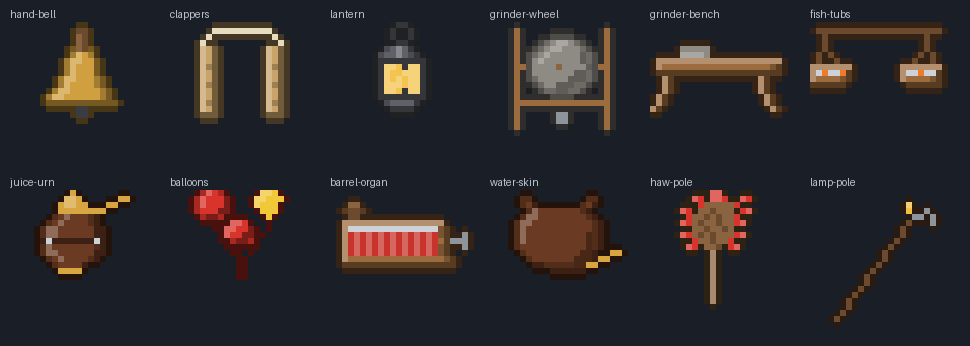 hand-bell
clappers
lantern
grinder-wheel
grinder-bench
fish-tubs
juice-urn
balloons
barrel-organ
water-skin
haw-pole
lamp-pole